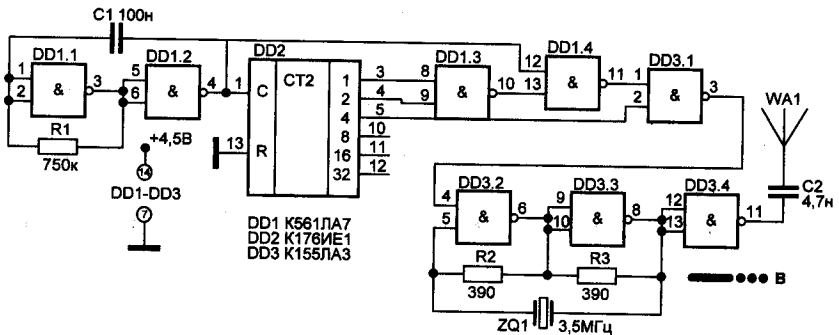 C1 100н
DD1.1
1
2
&
3
R1
750к
DD1.2
5
6
&
4
+4,5В
14
DD1-DD3
7
DD2
1
C
13
R
CT2
1
2
4
8
16
32
3
4
5
10
11
12
DD1 К561ЛА7
DD2 К176ИЕ1
DD3 К155ЛА3
DD1.3
8
9
&
10
DD1.4
12
13
&
11
DD3.1
1
2
&
3
WA1
C2
4,7н
DD3.2
4
5
&
6
DD3.3
9
10
&
8
DD3.4
12
13
&
11
R2
390
R3
390
ZQ1
3,5МГц
В